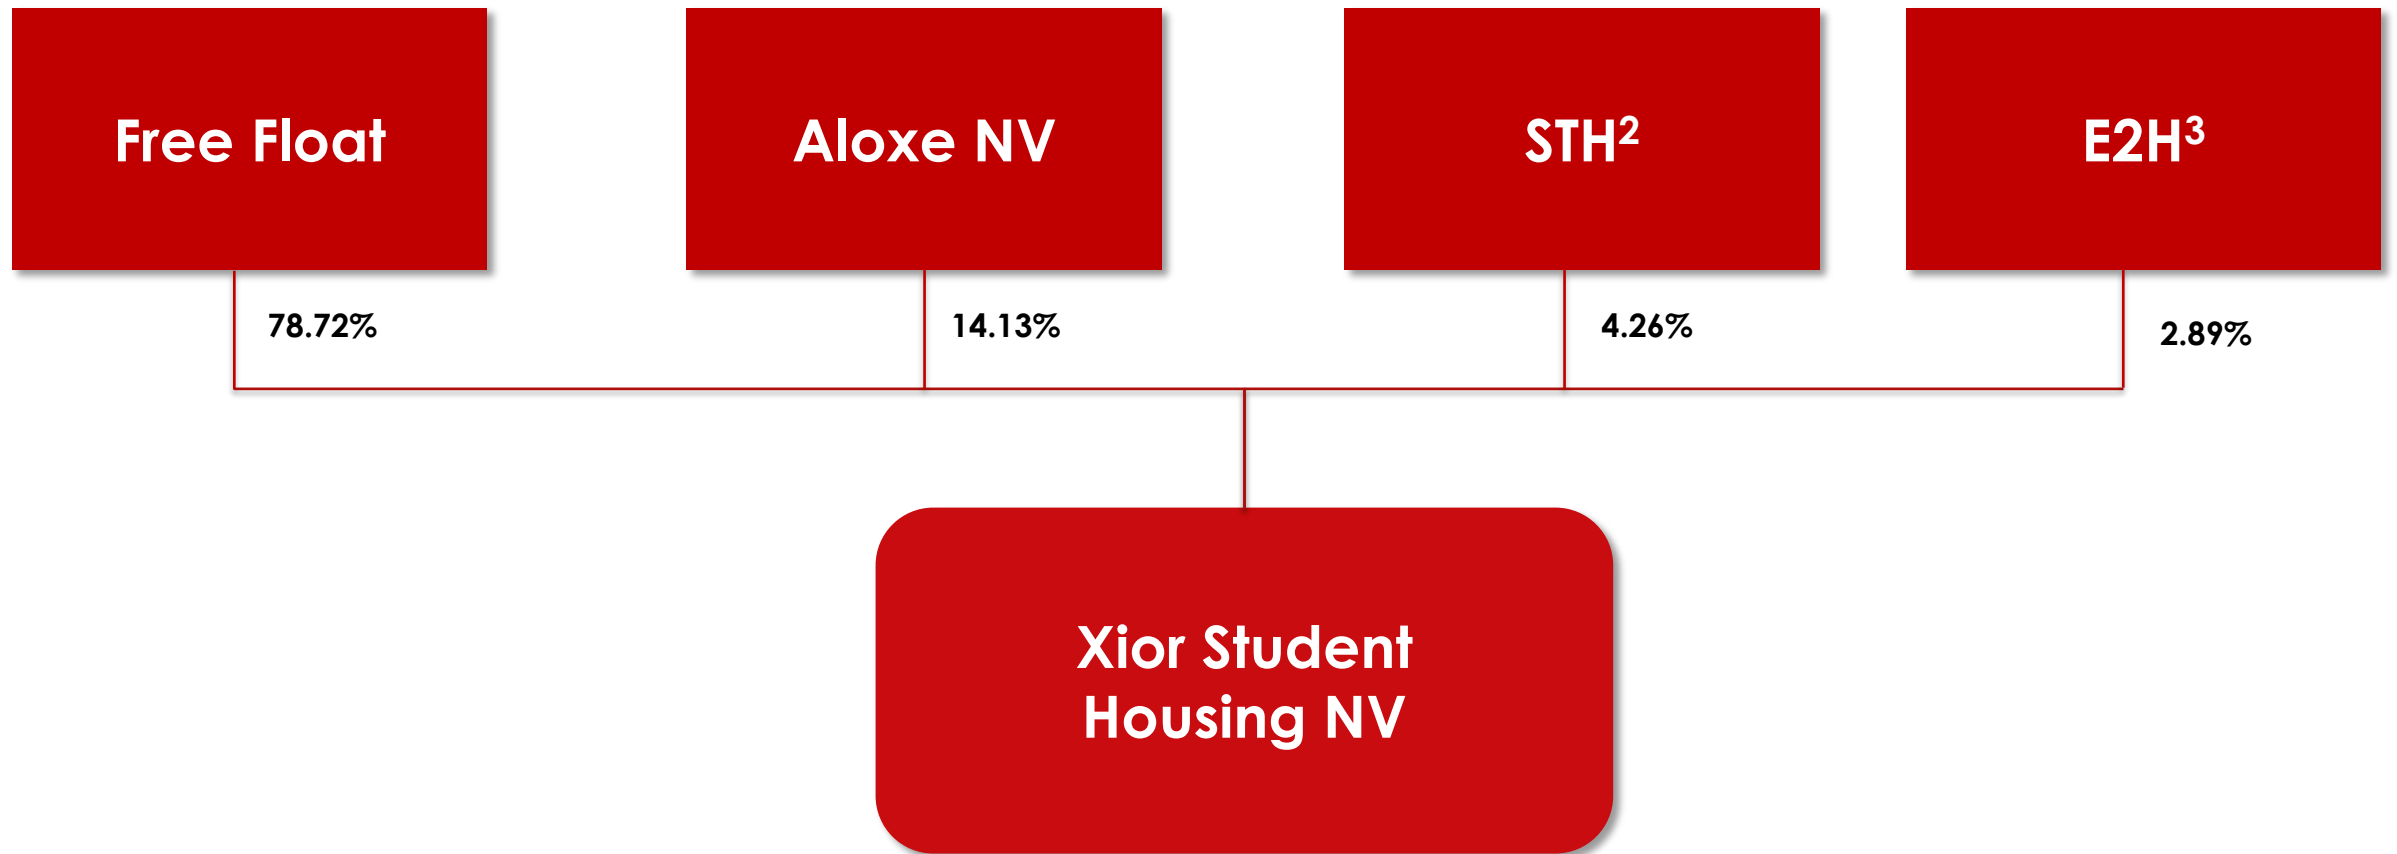 Free Float
Aloxe NV
STH²
E2H³
78.72%
14.13%
4.26%
2.89%
Xior Student
Housing NV